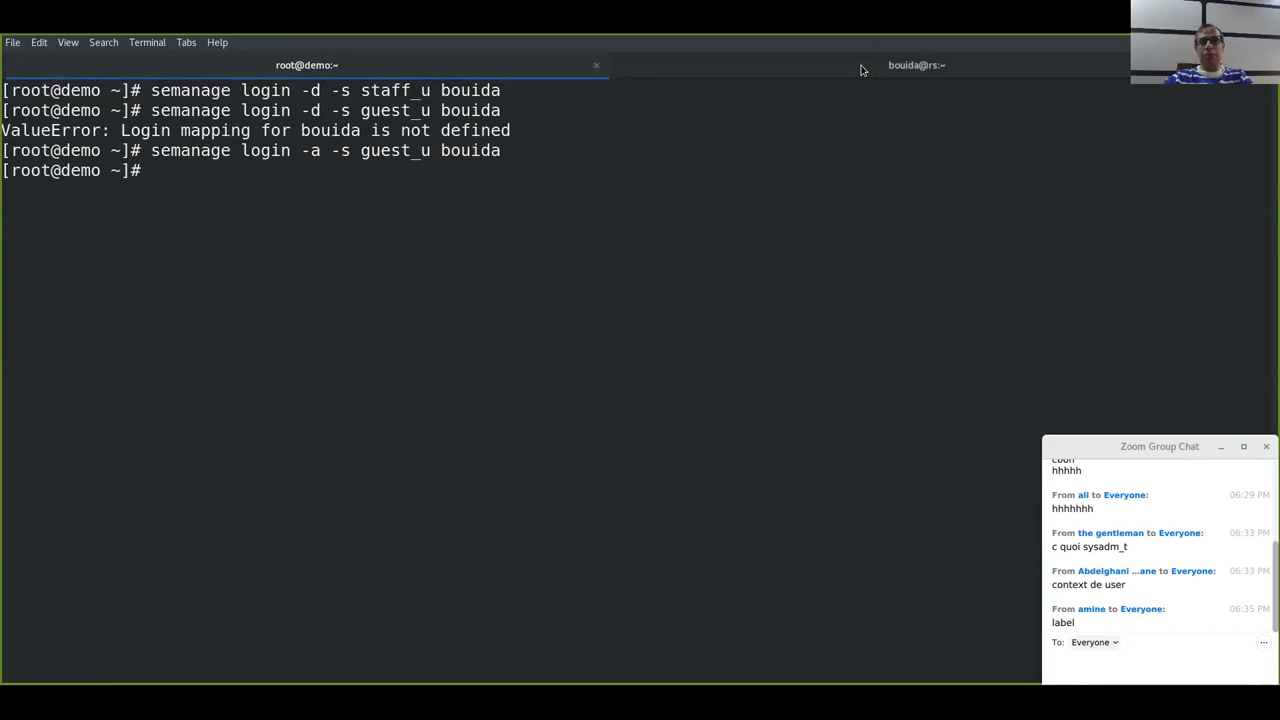 File Edit View Search Terminal Tabs Help
root@demo:~ ×
bouida@rs:~
[root@demo ~]# semanage login -d -s staff_u bouida
[root@demo ~]# semanage login -d -s guest_u bouida
ValueError: Login mapping for bouida is not defined
[root@demo ~]# semanage login -a -s guest_u bouida
[root@demo ~]#
Zoom Group Chat
cbon
hhhhh
From ali to Everyone: 06:29 PM
hhhhhhh
From the gentleman to Everyone: 06:33 PM
c quoi sysadm_t
From Abdelghani ...ane to Everyone: 06:33 PM
context de user
From amine to Everyone: 06:35 PM
label
To: Everyone